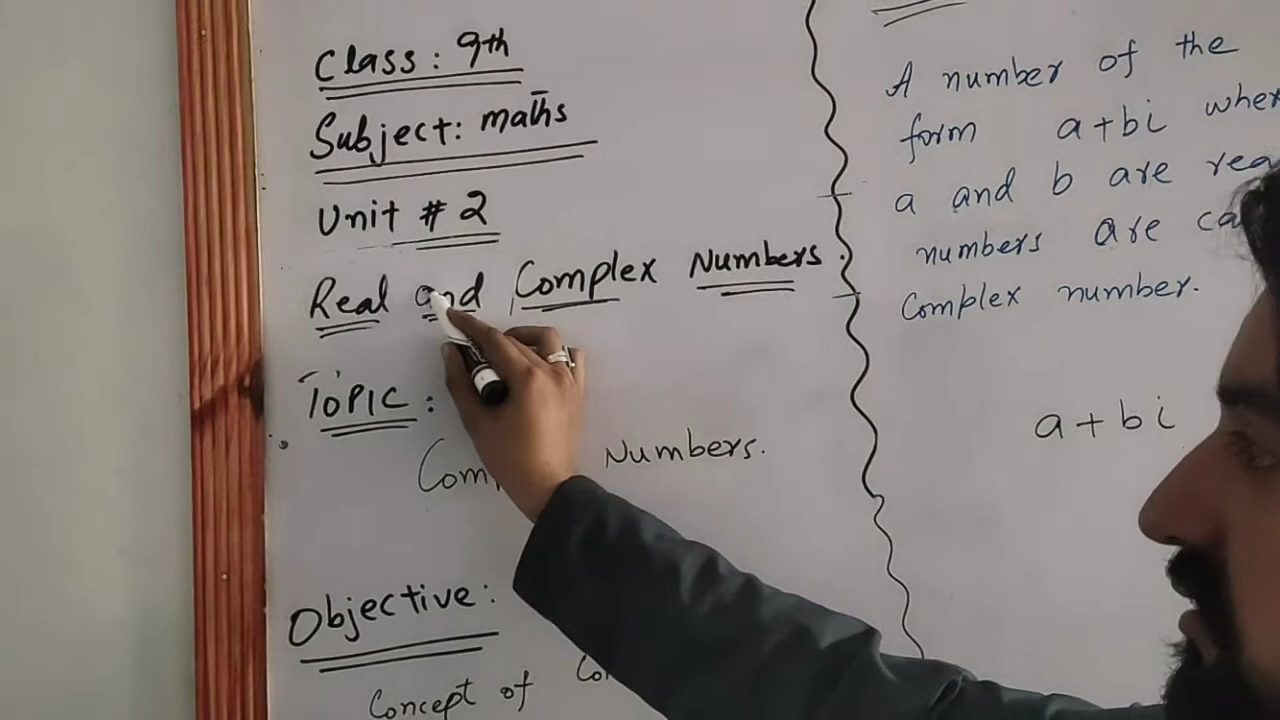 Class: 9th
Subject: maths
Unit # 2
Real and Complex Numbers.
TOPIC:
Numbers.
Objective:
Concept of
A number of the
form a+bi
a and b are
numbers are
Complex number.
a+bi